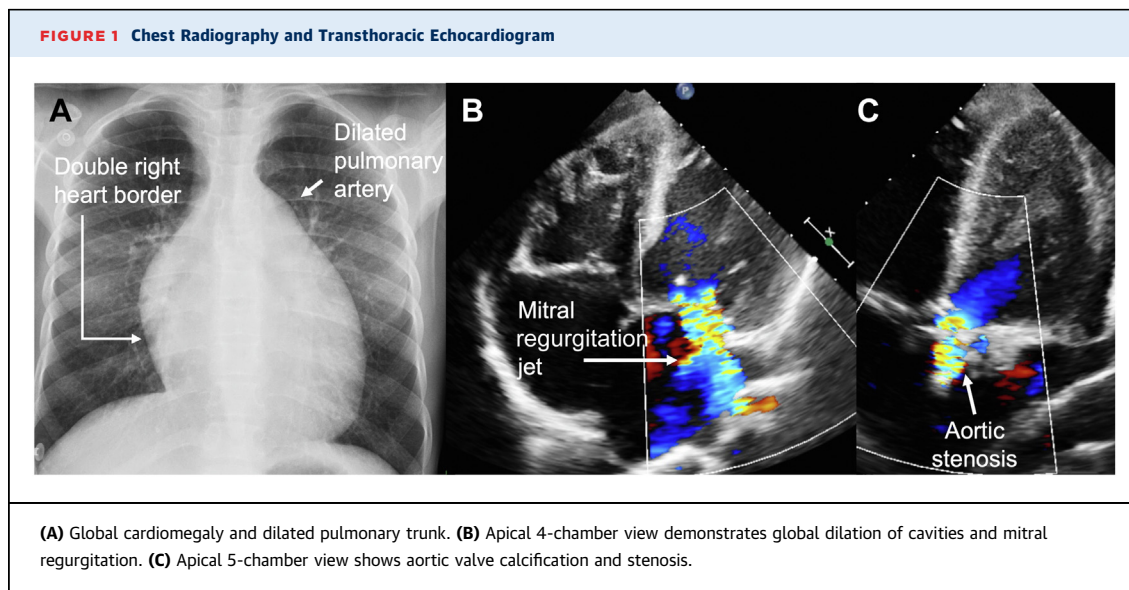 FIGURE 1 Chest Radiography and Transthoracic Echocardiogram
A
Double right
heart border
Dilated
pulmonary
artery
B
P
Mitral
regurgitation
jet
C
Aortic
stenosis
(A) Global cardiomegaly and dilated pulmonary trunk. (B) Apical 4-chamber view demonstrates global dilation of cavities and mitral
regurgitation. (C) Apical 5-chamber view shows aortic valve calcification and stenosis.